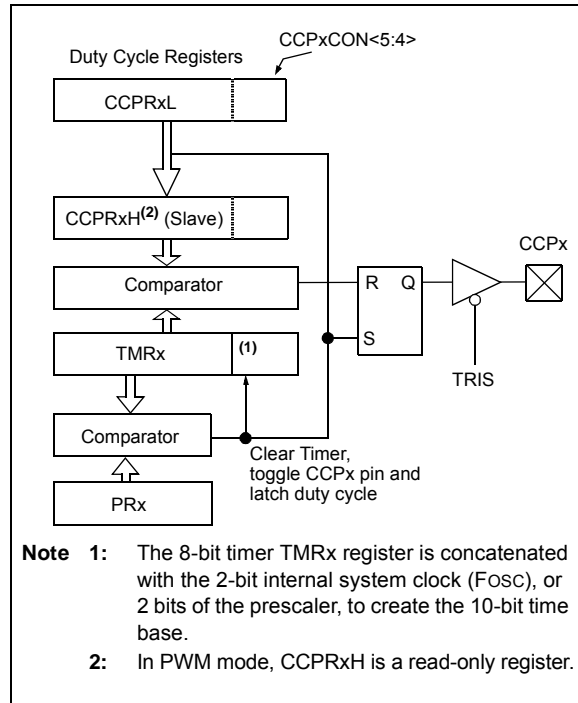 CCPxCON<5:4>
Duty Cycle Registers
CCPRxL
CCPRxH(2) (Slave)
CCPx
Comparator
R Q
S
TMRx (1)
TRIS
Comparator
Clear Timer,
toggle CCPx pin and
latch duty cycle
PRx
Note 1: The 8-bit timer TMRx register is concatenated
with the 2-bit internal system clock (FOSC), or
2 bits of the prescaler, to create the 10-bit time
base.
2: In PWM mode, CCPRxH is a read-only register.